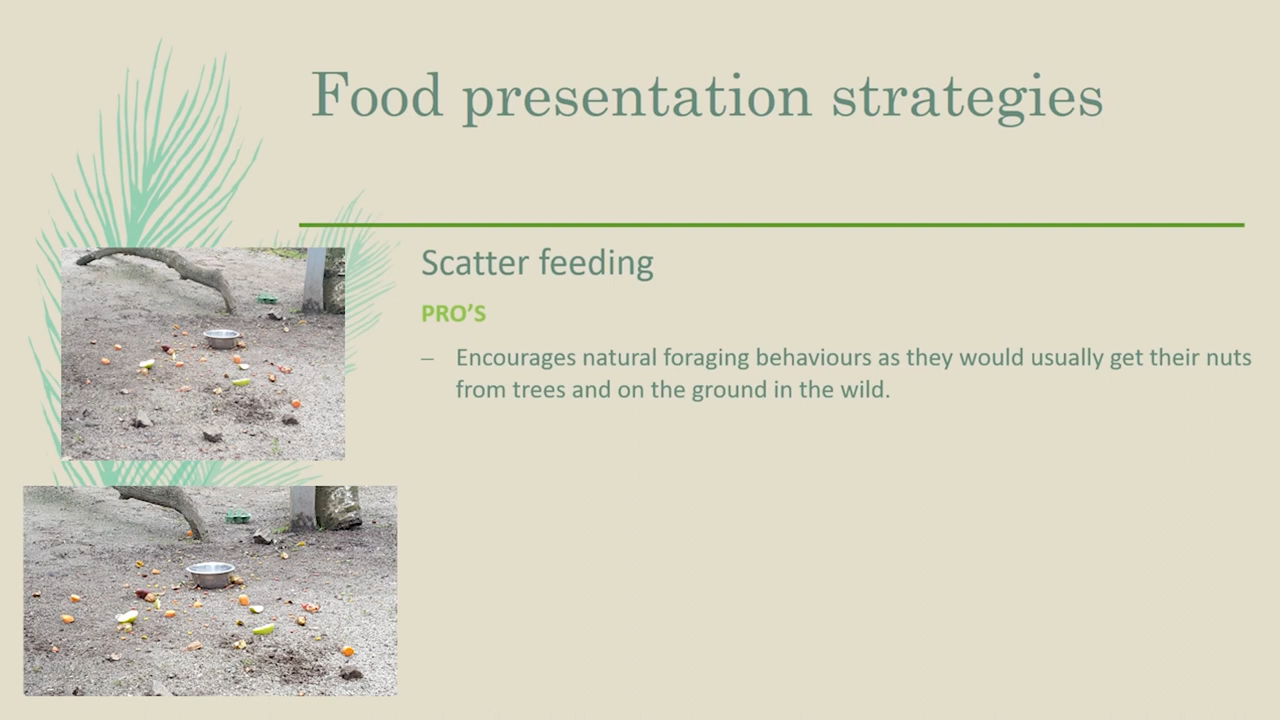 Food presentation strategies
Scatter feeding
PRO’S
– Encourages natural foraging behaviours as they would usually get their nuts
from trees and on the ground in the wild.